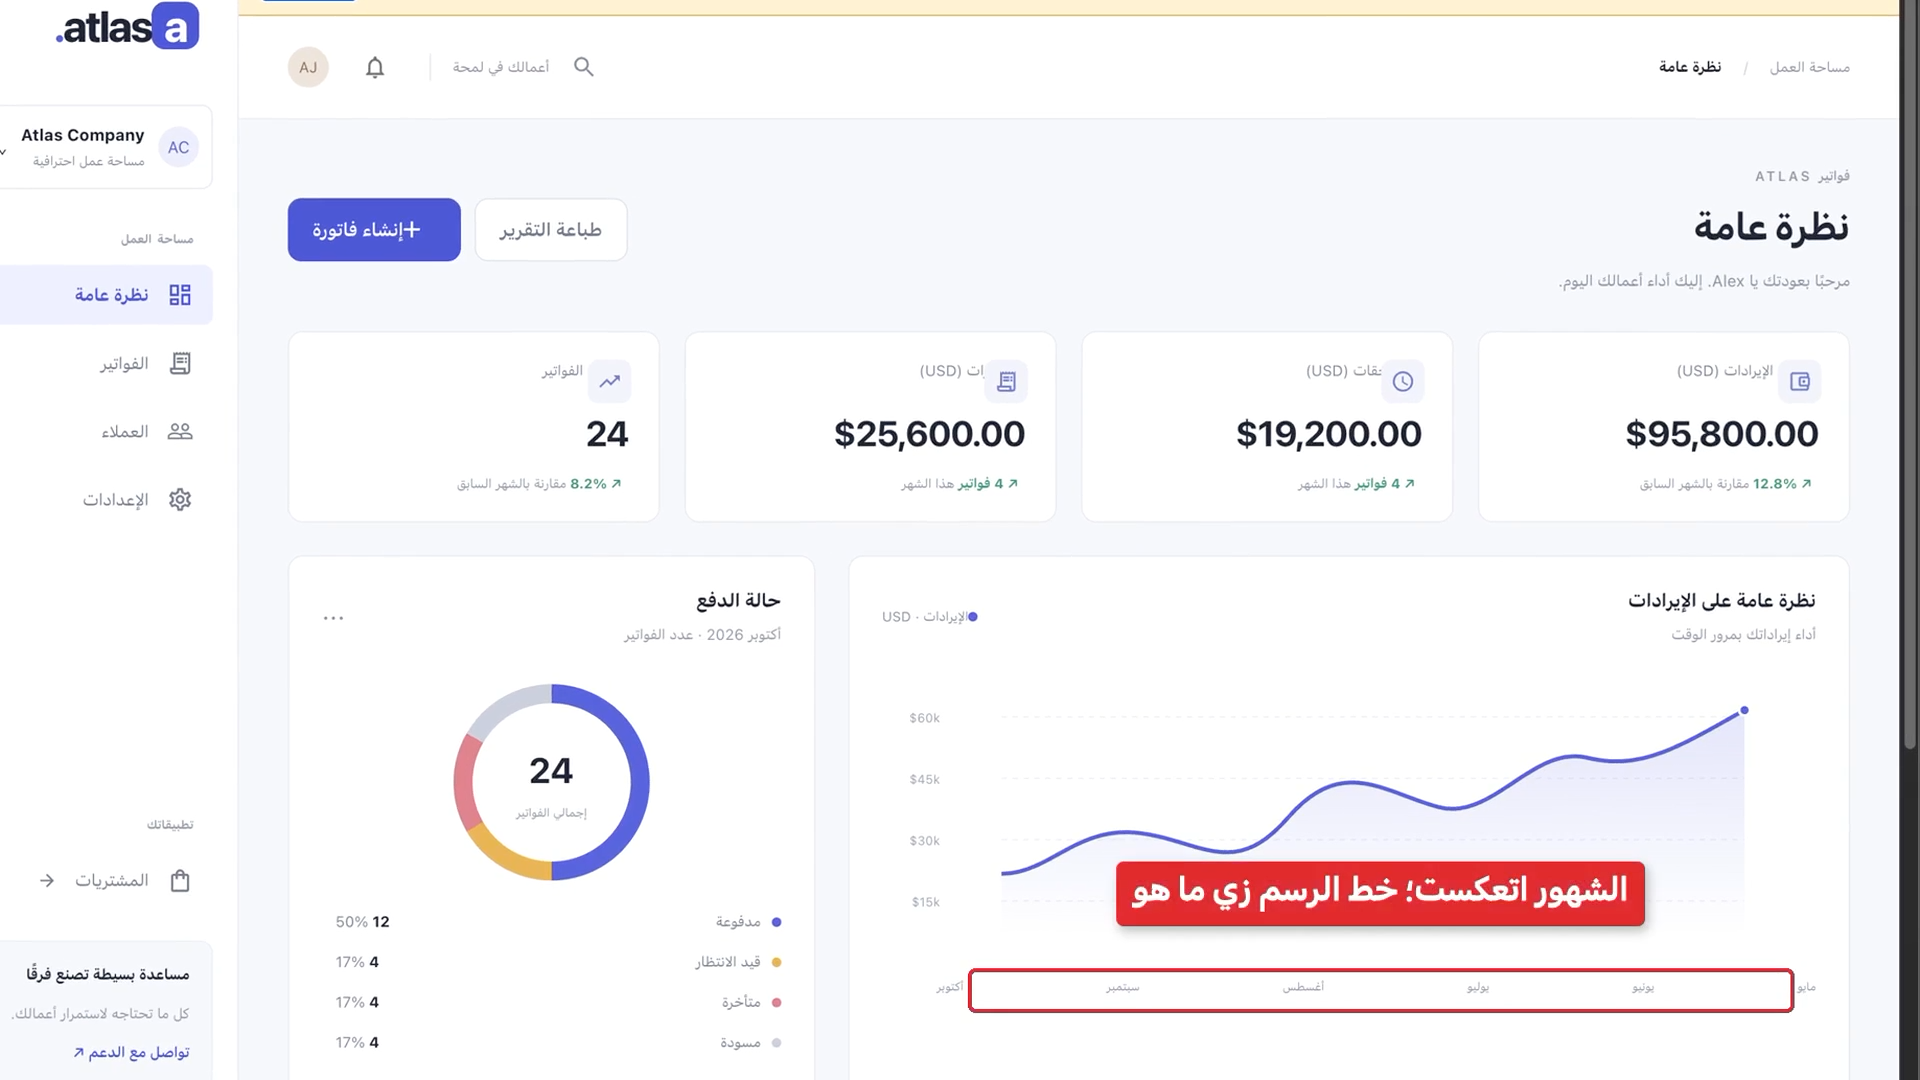 atlas.
a
Atlas Company
مساحة عمل احترافية
AC
مساحة العمل
نظرة عامة
الفواتير
العملاء
الإعدادات
تطبيقاتك
المشتريات
مساعدة بسيطة تصنع فرقًا
كل ما تحتاجه لاستمرار أعمالك.
تواصل مع الدعم
مساحة العمل / نظرة عامة
أعمالك في لمحة
AJ
فواتير ATLAS
نظرة عامة
مرحبًا بعودتك يا Alex. إليك أداء أعمالك اليوم.
طباعة التقرير
+إنشاء فاتورة
الإيرادات (USD)
$95,800.00
12.8% مقارنة بالشهر السابق
(USD)
$19,200.00
4 فواتير هذا الشهر
(USD)
$25,600.00
4 فواتير هذا الشهر
الفواتير
24
8.2% مقارنة بالشهر السابق
نظرة عامة على الإيرادات
أداء إيراداتك بمرور الوقت
الإيرادات · USD
$60k
$45k
$30k
$15k
الشهور اتعكست؛ خط الرسم زي ما هو
مايو
يونيو
يوليو
أغسطس
سبتمبر
أكتوبر
حالة الدفع
أكتوبر 2026 · عدد الفواتير
24
إجمالي الفواتير
مدفوعة 12 50%
قيد الانتظار 4 17%
متأخرة 4 17%
مسودة 4 17%